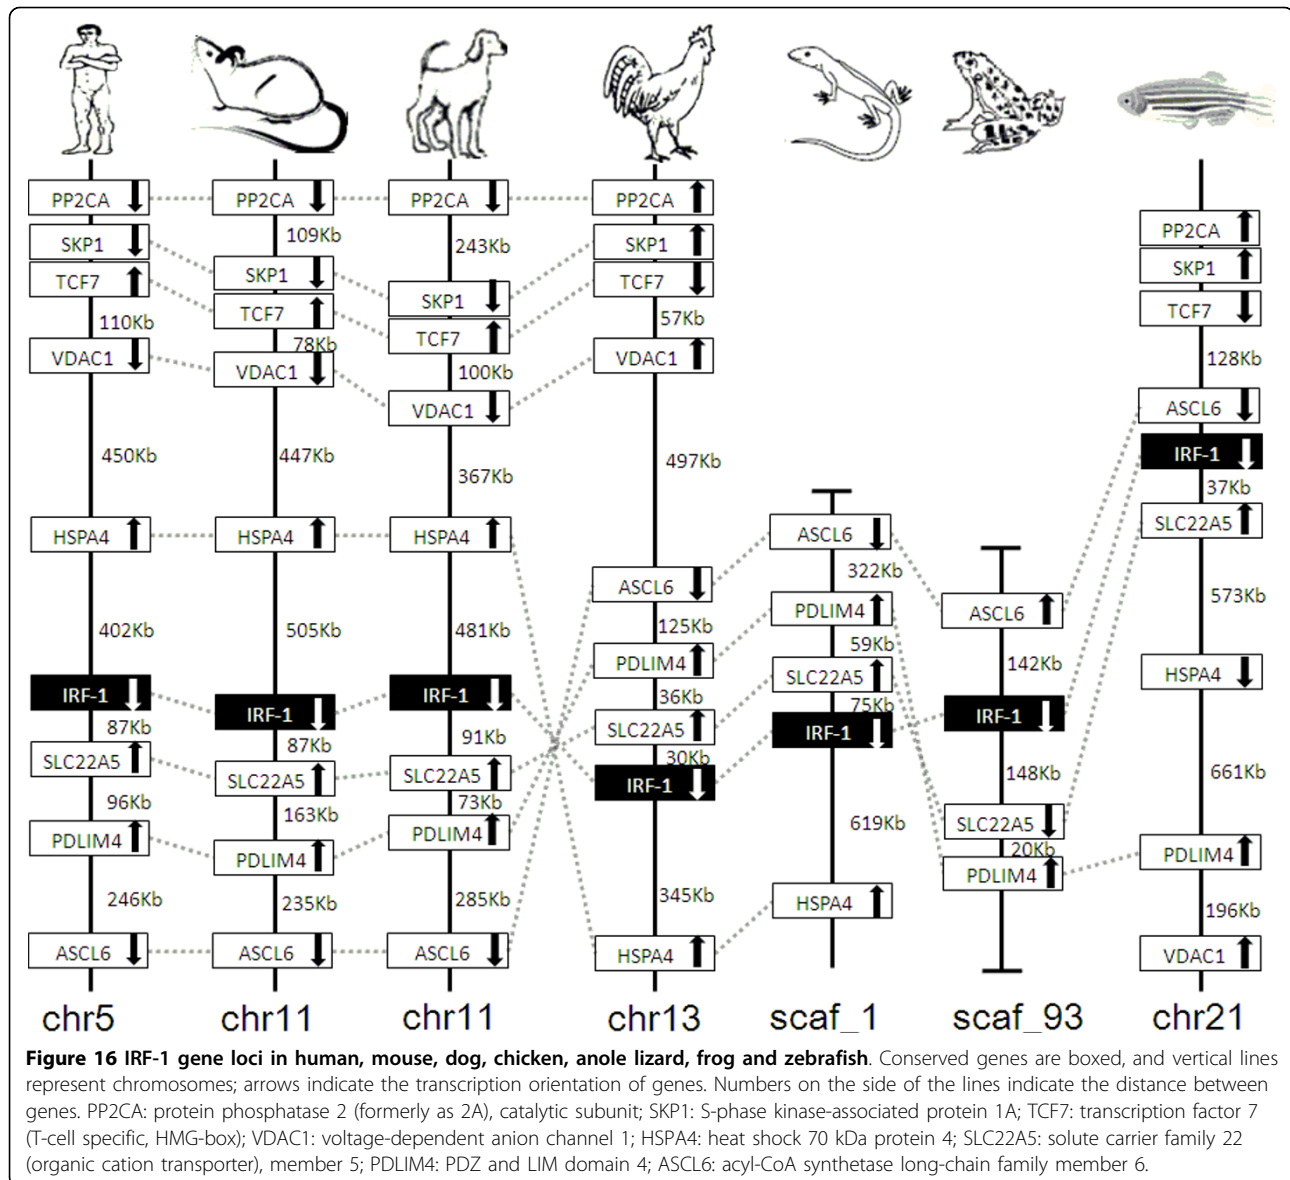 PP2CA
SKP1
TCF7
110Kb
VDAC1
450Kb
HSPA4
402Kb
IRF-1
87Kb
SLC22A5
96Kb
PDLIM4
246Kb
ASCL6
chr5
PP2CA
109Kb
SKP1
TCF7
78Kb
VDAC1
447Kb
HSPA4
505Kb
IRF-1
87Kb
SLC22A5
163Kb
PDLIM4
235Kb
ASCL6
chr11
PP2CA
243Kb
SKP1
TCF7
100Kb
VDAC1
367Kb
HSPA4
481Kb
IRF-1
91Kb
SLC22A5
73Kb
PDLIM4
285Kb
ASCL6
chr11
PP2CA
SKP1
TCF7
57Kb
VDAC1
497Kb
ASCL6
125Kb
PDLIM4
36Kb
SLC22A5
30Kb
IRF-1
345Kb
HSPA4
chr13
ASCL6
322Kb
PDLIM4
59Kb
SLC22A5
75Kb
IRF-1
619Kb
HSPA4
scaf_1
ASCL6
142Kb
IRF-1
148Kb
SLC22A5
20Kb
PDLIM4
scaf_93
PP2CA
SKP1
TCF7
128Kb
ASCL6
IRF-1
37Kb
SLC22A5
573Kb
HSPA4
661Kb
PDLIM4
196Kb
VDAC1
chr21
Figure 16 IRF-1 gene loci in human, mouse, dog, chicken, anole lizard, frog and zebrafish. Conserved genes are boxed, and vertical lines
represent chromosomes; arrows indicate the transcription orientation of genes. Numbers on the side of the lines indicate the distance between
genes. PP2CA: protein phosphatase 2 (formerly as 2A), catalytic subunit; SKP1: S-phase kinase-associated protein 1A; TCF7: transcription factor 7
(T-cell specific, HMG-box); VDAC1: voltage-dependent anion channel 1; HSPA4: heat shock 70 kDa protein 4; SLC22A5: solute carrier family 22
(organic cation transporter), member 5; PDLIM4: PDZ and LIM domain 4; ASCL6: acyl-CoA synthetase long-chain family member 6.